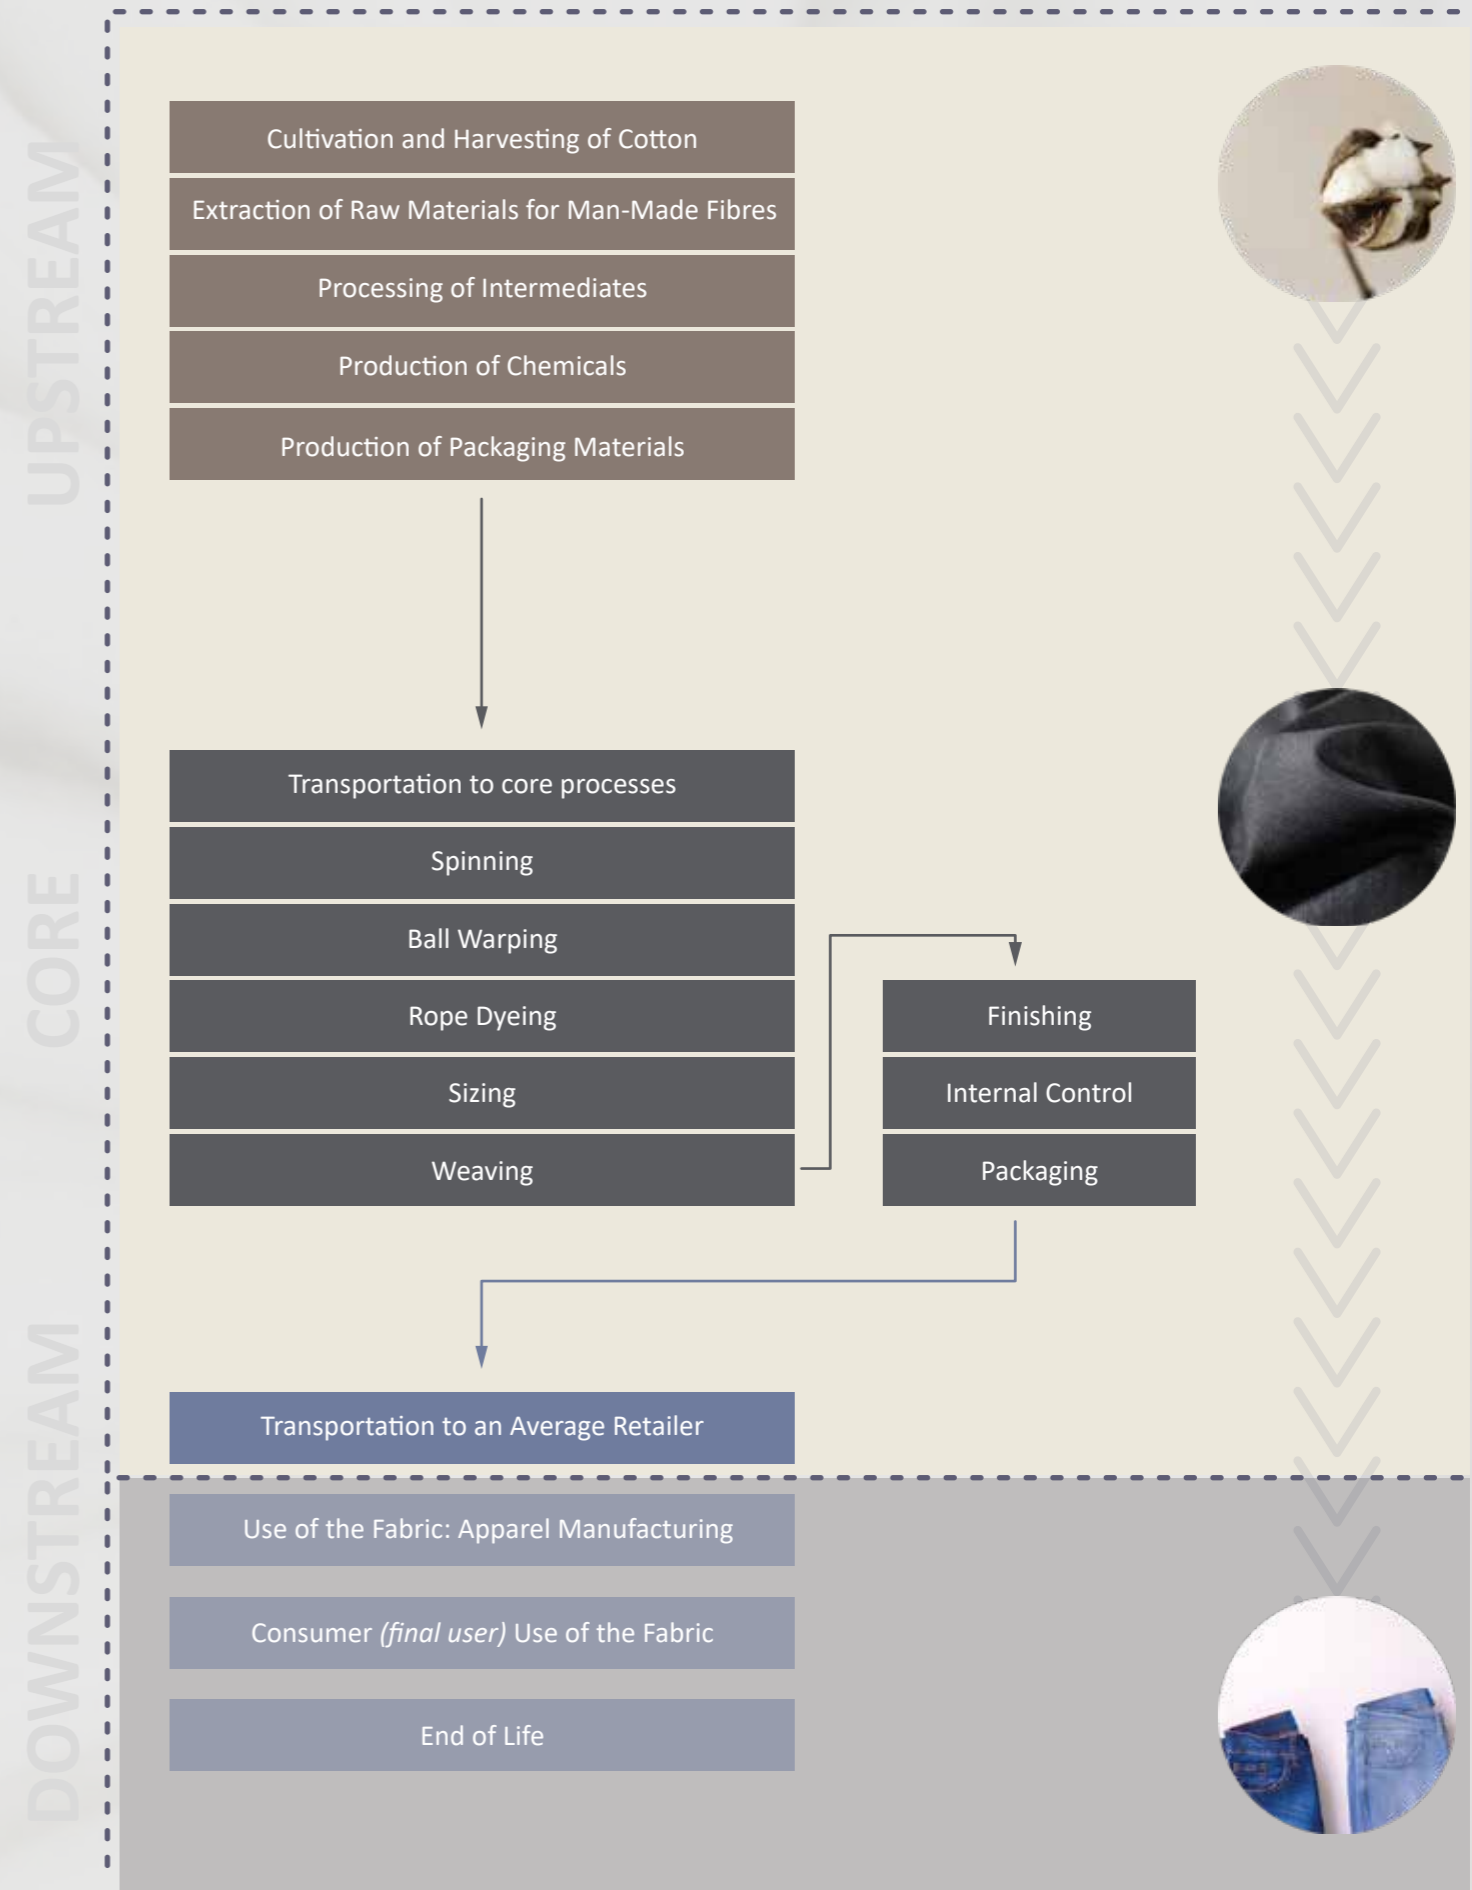 UPSTREAM
Cultivation and Harvesting of Cotton
Extraction of Raw Materials for Man-Made Fibres
Processing of Intermediates
Production of Chemicals
Production of Packaging Materials
CORE
Transportation to core processes
Spinning
Ball Warping
Rope Dyeing
Sizing
Weaving
Finishing
Internal Control
Packaging
DOWNSTREAM
Transportation to an Average Retailer
Use of the Fabric: Apparel Manufacturing
Consumer (final user) Use of the Fabric
End of Life